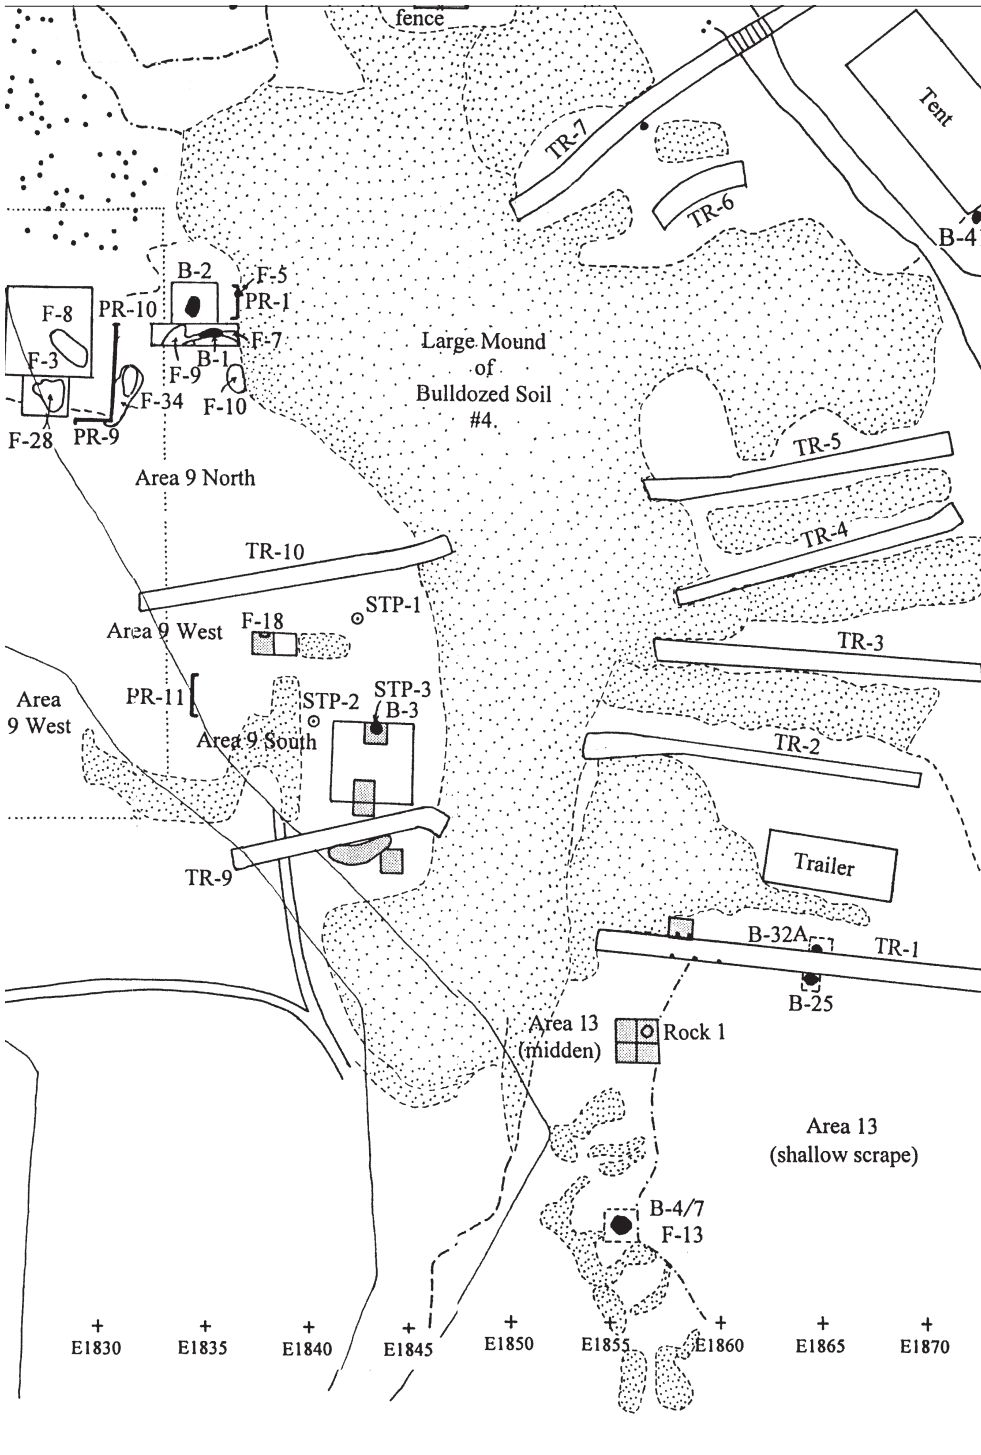 fence
TR-7
Tent
TR-6
B-4
B-2
F-5
PR-1
F-8
PR-10
F-7
B-1
F-3
F-9
F-34
F-10
F-28
PR-9
Large Mound
of
Bulldozed Soil
#4.
TR-5
Area 9 North
TR-4
TR-10
STP-1
F-18
Area 9 West
TR-3
PR-11
Area
9 West
STP-3
STP-2
B-3
Area 9 South
TR-2
TR-9
Trailer
B-32A
TR-1
B-25
Area 13
(midden)
Rock 1
Area 13
(shallow scrape)
B-4/7
F-13
E1830
E1835
E1840
E1845
E1850
E1855
E1860
E1865
E1870